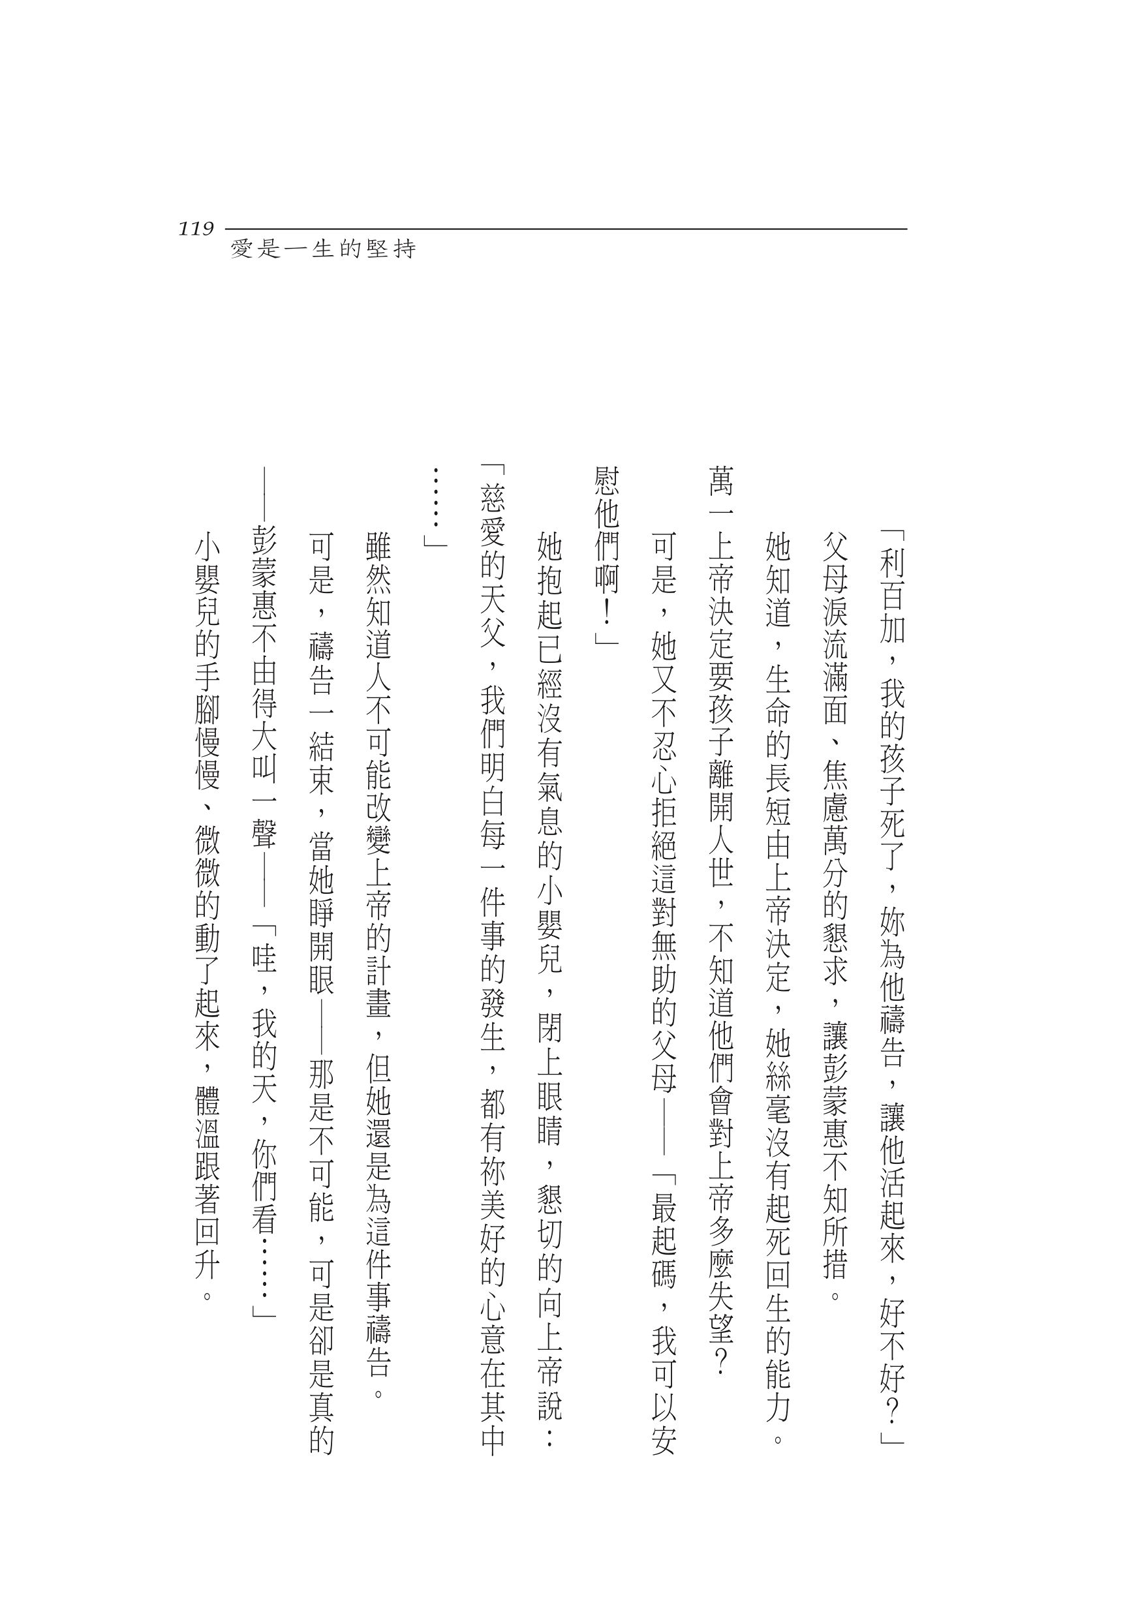 119
愛是一生的堅持
「利百加，我的孩子死了，妳為他禱告，讓他活起來，好不好？」
父母淚流滿面、焦慮萬分的懇求，讓彭蒙惠不知所措。
她知道，生命的長短由上帝決定，她絲毫沒有起死回生的能力。
萬一上帝決定要孩子離開人世，不知道他們會對上帝多麼失望？
可是，她又不忍心拒絕這對無助的父母——「最起碼，我可以安
慰他們啊！」
她抱起已經沒有氣息的小嬰兒，閉上眼睛，懇切的向上帝說：
「慈愛的天父，我們明白每一件事的發生，都有祢美好的心意在其中
……」
雖然知道人不可能改變上帝的計畫，但她還是為這件事禱告。
可是，禱告一結束，當她睜開眼——那是不可能，可是卻是真的
——彭蒙惠不由得大叫一聲——「哇，我的天，你們看……」
小嬰兒的手腳慢慢、微微的動了起來，體溫跟著回升。